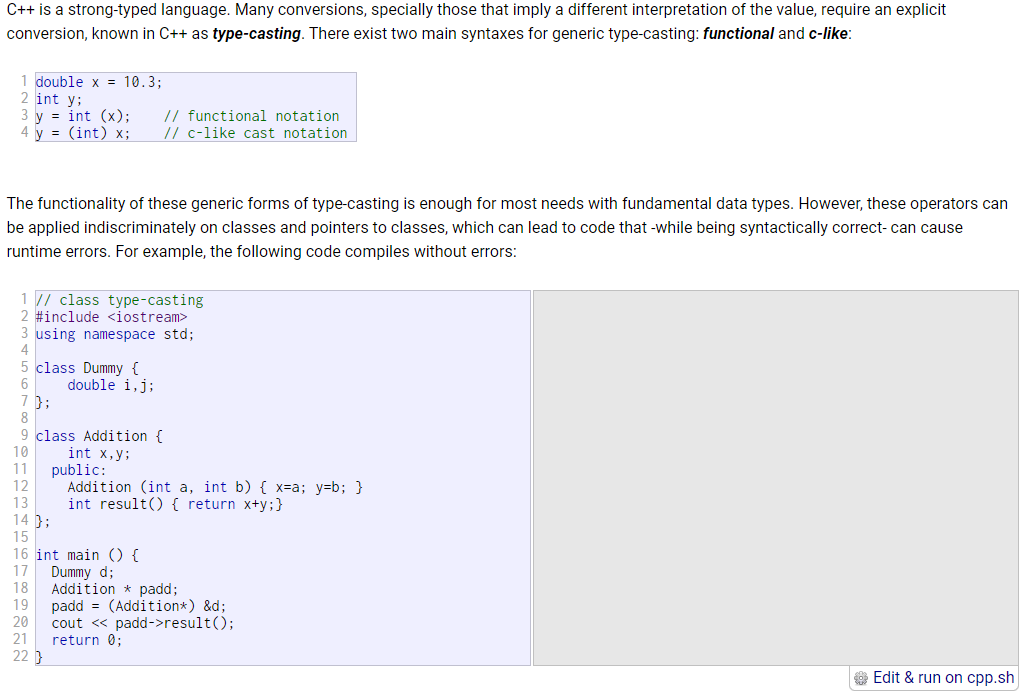 C++ is a strong-typed language. Many conversions, specially those that imply a different interpretation of the value, require an explicit
conversion, known in C++ as type-casting. There exist two main syntaxes for generic type-casting: functional and c-like:
1 double x = 10.3;
2 int y;
3 y = int (x);    // functional notation
4 y = (int) x;    // c-like cast notation
The functionality of these generic forms of type-casting is enough for most needs with fundamental data types. However, these operators can
be applied indiscriminately on classes and pointers to classes, which can lead to code that -while being syntactically correct- can cause
runtime errors. For example, the following code compiles without errors:
1 // class type-casting
2 #include <iostream>
3 using namespace std;
4
5 class Dummy {
6     double i,j;
7 };
8
9 class Addition {
10     int x,y;
11   public:
12     Addition (int a, int b) { x=a; y=b; }
13     int result() { return x+y;}
14 };
15
16 int main () {
17   Dummy d;
18   Addition * padd;
19   padd = (Addition*) &d;
20   cout << padd->result();
21   return 0;
22 }
Edit & run on cpp.sh